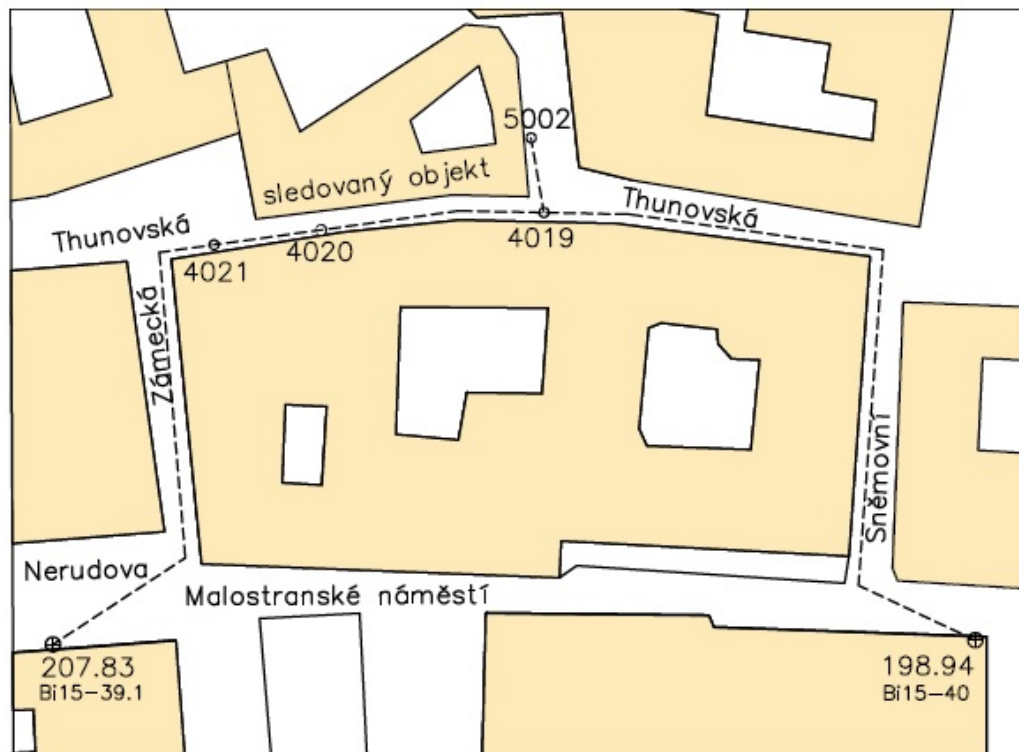 5002
sledovaný objekt
Thunovská
Thunovská
4019
4020
4021
Zámecká
Sněmovní
Nerudova
Malostranské náměstí
207.83
Bi15-39.1
198.94
Bi15-40